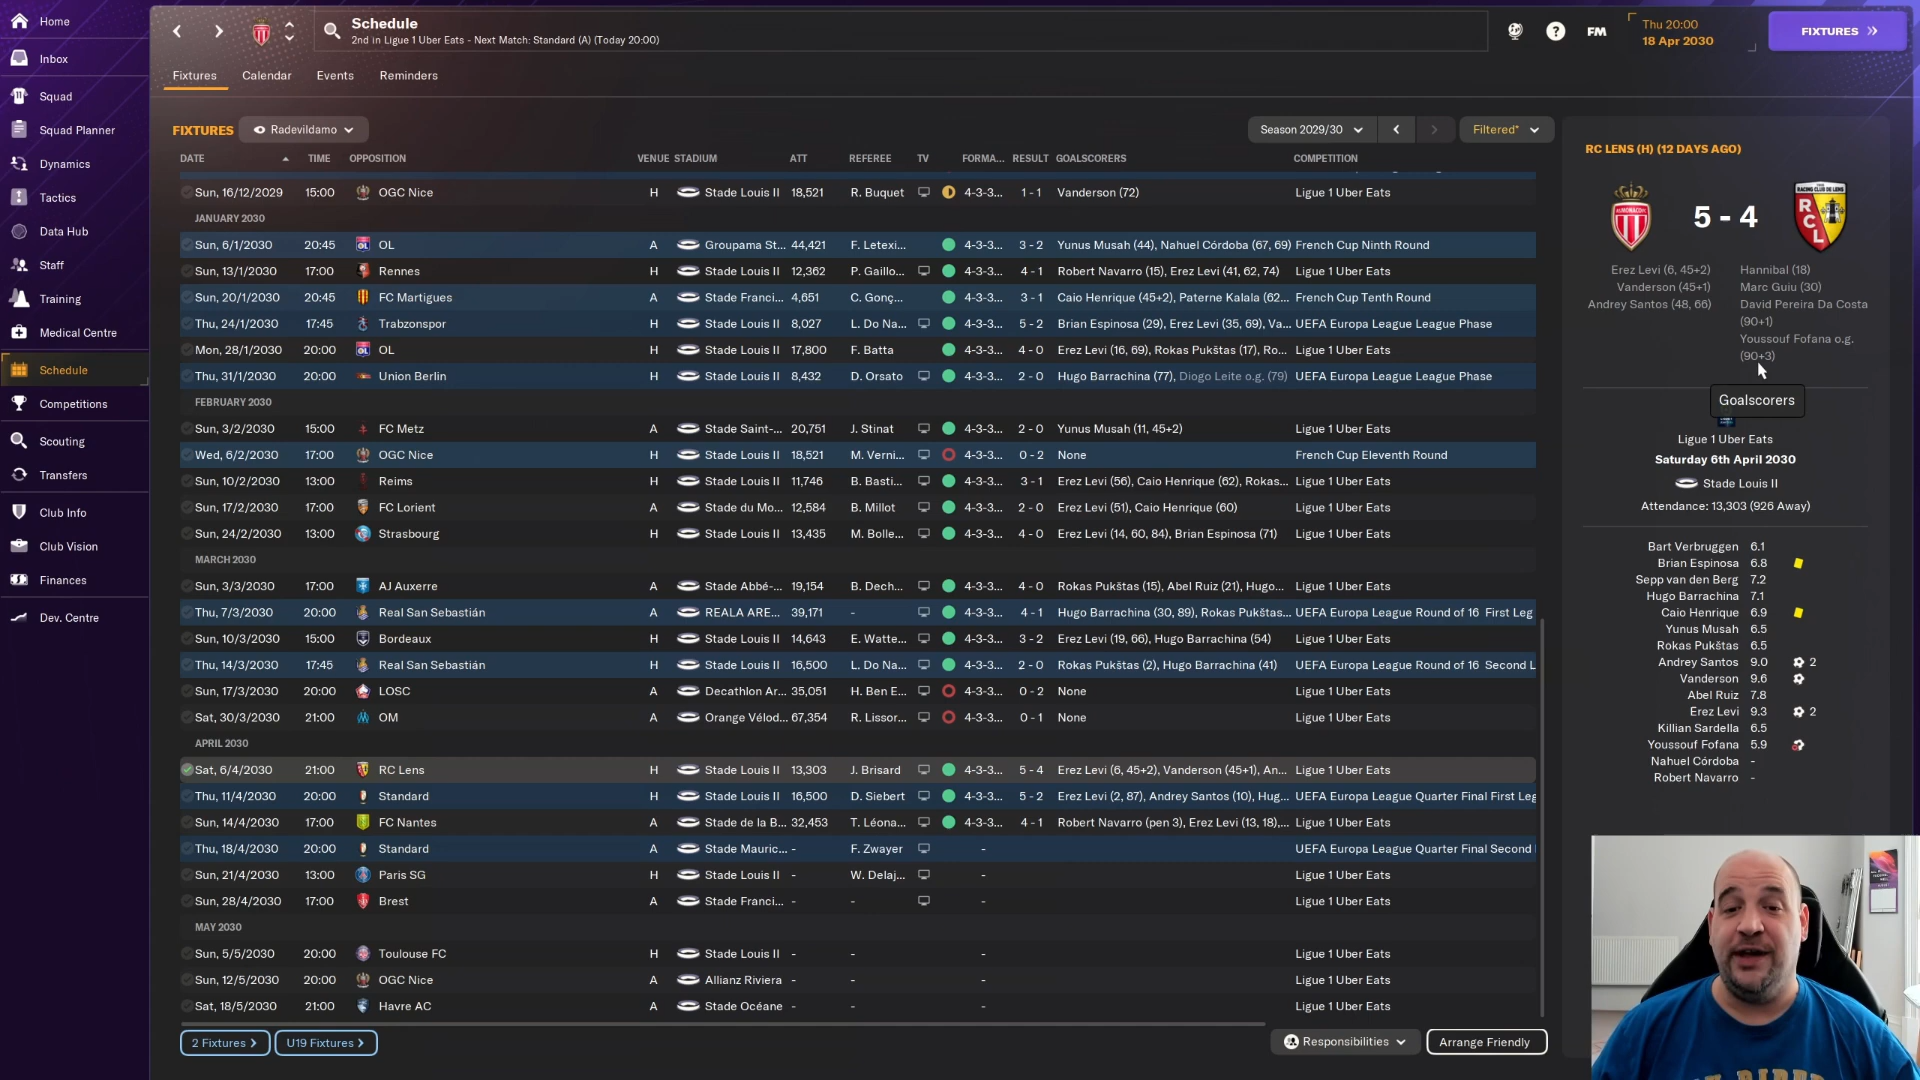 Home
Inbox
Squad
Squad Planner
Dynamics
Tactics
Data Hub
Staff
Training
Medical Centre
Schedule
Competitions
Scouting
Transfers
Club Info
Club Vision
Finances
Dev. Centre
Schedule
2nd in Ligue 1 Uber Eats - Next Match: Standard (A) (Today 20:00)
FM
Thu 20:00
18 Apr 2030
FIXTURES
Fixtures Calendar Events Reminders
FIXTURES Radevildamo Season 2029/30 Filtered*
DATE TIME OPPOSITION VENUE STADIUM ATT REFEREE TV FORMA... RESULT GOALSCORERS COMPETITION
Sun, 16/12/2029 15:00 OGC Nice H Stade Louis II 18,521 R. Buquet 4-3-3... 1 - 1 Vanderson (72) Ligue 1 Uber Eats
JANUARY 2030
Sun, 6/1/2030 20:45 OL A Groupama St... 44,421 F. Letexi... 4-3-3... 3 - 2 Yunus Musah (44), Nahuel Córdoba (67, 69) French Cup Ninth Round
Sun, 13/1/2030 17:00 Rennes H Stade Louis II 12,362 P. Gaillo... 4-3-3... 4 - 1 Robert Navarro (15), Erez Levi (41, 62, 74) Ligue 1 Uber Eats
Sun, 20/1/2030 20:45 FC Martigues A Stade Franci... 4,651 C. Gonç... 4-3-3... 3 - 1 Caio Henrique (45+2), Paterne Kalala (62... French Cup Tenth Round
Thu, 24/1/2030 17:45 Trabzonspor H Stade Louis II 8,027 L. Do Na... 4-3-3... 5 - 2 Brian Espinosa (29), Erez Levi (35, 69), Va... UEFA Europa League League Phase
Mon, 28/1/2030 20:00 OL H Stade Louis II 17,800 F. Batta 4-3-3... 4 - 0 Erez Levi (16, 69), Rokas Pukštas (17), Ro... Ligue 1 Uber Eats
Thu, 31/1/2030 20:00 Union Berlin H Stade Louis II 8,432 D. Orsato 4-3-3... 2 - 0 Hugo Barrachina (77), Diogo Leite o.g. (79) UEFA Europa League League Phase
FEBRUARY 2030
Sun, 3/2/2030 15:00 FC Metz A Stade Saint-... 20,751 J. Stinat 4-3-3... 2 - 0 Yunus Musah (11, 45+2) Ligue 1 Uber Eats
Wed, 6/2/2030 17:00 OGC Nice H Stade Louis II 18,521 M. Verni... 4-3-3... 0 - 2 None French Cup Eleventh Round
Sun, 10/2/2030 13:00 Reims H Stade Louis II 11,746 B. Basti... 4-3-3... 3 - 1 Erez Levi (56), Caio Henrique (62), Rokas... Ligue 1 Uber Eats
Sun, 17/2/2030 17:00 FC Lorient A Stade du Mo... 12,584 B. Millot 4-3-3... 2 - 0 Erez Levi (51), Caio Henrique (60) Ligue 1 Uber Eats
Sun, 24/2/2030 13:00 Strasbourg H Stade Louis II 13,435 M. Bolle... 4-3-3... 4 - 0 Erez Levi (14, 60, 84), Brian Espinosa (71) Ligue 1 Uber Eats
MARCH 2030
Sun, 3/3/2030 17:00 AJ Auxerre A Stade Abbé-... 19,154 B. Dech... 4-3-3... 4 - 0 Rokas Pukštas (15), Abel Ruiz (21), Hugo... Ligue 1 Uber Eats
Thu, 7/3/2030 20:00 Real San Sebastián A REALA ARE... 39,171 - 4-3-3... 4 - 1 Hugo Barrachina (30, 89), Rokas Pukštas... UEFA Europa League Round of 16 First Leg
Sun, 10/3/2030 15:00 Bordeaux H Stade Louis II 14,643 E. Watte... 4-3-3... 3 - 2 Erez Levi (19, 66), Hugo Barrachina (54) Ligue 1 Uber Eats
Thu, 14/3/2030 17:45 Real San Sebastián H Stade Louis II 16,500 L. Do Na... 4-3-3... 2 - 0 Rokas Pukštas (2), Hugo Barrachina (41) UEFA Europa League Round of 16 Second L
Sun, 17/3/2030 20:00 LOSC A Decathlon Ar... 35,051 H. Ben E... 4-3-3... 0 - 2 None Ligue 1 Uber Eats
Sat, 30/3/2030 21:00 OM A Orange Vélod... 67,354 R. Lissor... 4-3-3... 0 - 1 None Ligue 1 Uber Eats
APRIL 2030
Sat, 6/4/2030 21:00 RC Lens H Stade Louis II 13,303 J. Brisard 4-3-3... 5 - 4 Erez Levi (6, 45+2), Vanderson (45+1), An... Ligue 1 Uber Eats
Thu, 11/4/2030 20:00 Standard H Stade Louis II 16,500 D. Siebert 4-3-3... 5 - 2 Erez Levi (2, 87), Andrey Santos (10), Hug... UEFA Europa League Quarter Final First Leg
Sun, 14/4/2030 17:00 FC Nantes A Stade de la B... 32,453 T. Léona... 4-3-3... 4 - 1 Robert Navarro (pen 3), Erez Levi (13, 18),... Ligue 1 Uber Eats
Thu, 18/4/2030 20:00 Standard A Stade Mauric... - F. Zwayer - UEFA Europa League Quarter Final Second
Sun, 21/4/2030 13:00 Paris SG H Stade Louis II - W. Delaj... - Ligue 1 Uber Eats
Sun, 28/4/2030 17:00 Brest A Stade Franci... - - - Ligue 1 Uber Eats
MAY 2030
Sun, 5/5/2030 20:00 Toulouse FC H Stade Louis II - - - Ligue 1 Uber Eats
Sun, 12/5/2030 20:00 OGC Nice A Allianz Riviera - - - Ligue 1 Uber Eats
Sat, 18/5/2030 21:00 Havre AC A Stade Océane - - - Ligue 1 Uber Eats
2 Fixtures > U19 Fixtures > Responsibilities Arrange Friendly
RC LENS (H) (12 DAYS AGO)
5 - 4
Erez Levi (6, 45+2)
Vanderson (45+1)
Andrey Santos (48, 66)
Hannibal (18)
Marc Guiu (30)
David Pereira Da Costa
(90+1)
Youssouf Fofana o.g.
(90+3)
Goalscorers
Ligue 1 Uber Eats
Saturday 6th April 2030
Stade Louis II
Attendance: 13,303 (926 Away)
Bart Verbruggen 6.1
Brian Espinosa 6.8
Sepp van den Berg 7.2
Hugo Barrachina 7.1
Caio Henrique 6.9
Yunus Musah 6.5
Rokas Pukštas 6.5
Andrey Santos 9.0 2
Vanderson 9.6
Abel Ruiz 7.8
Erez Levi 9.3 2
Killian Sardella 6.5
Youssouf Fofana 5.9
Nahuel Córdoba -
Robert Navarro -